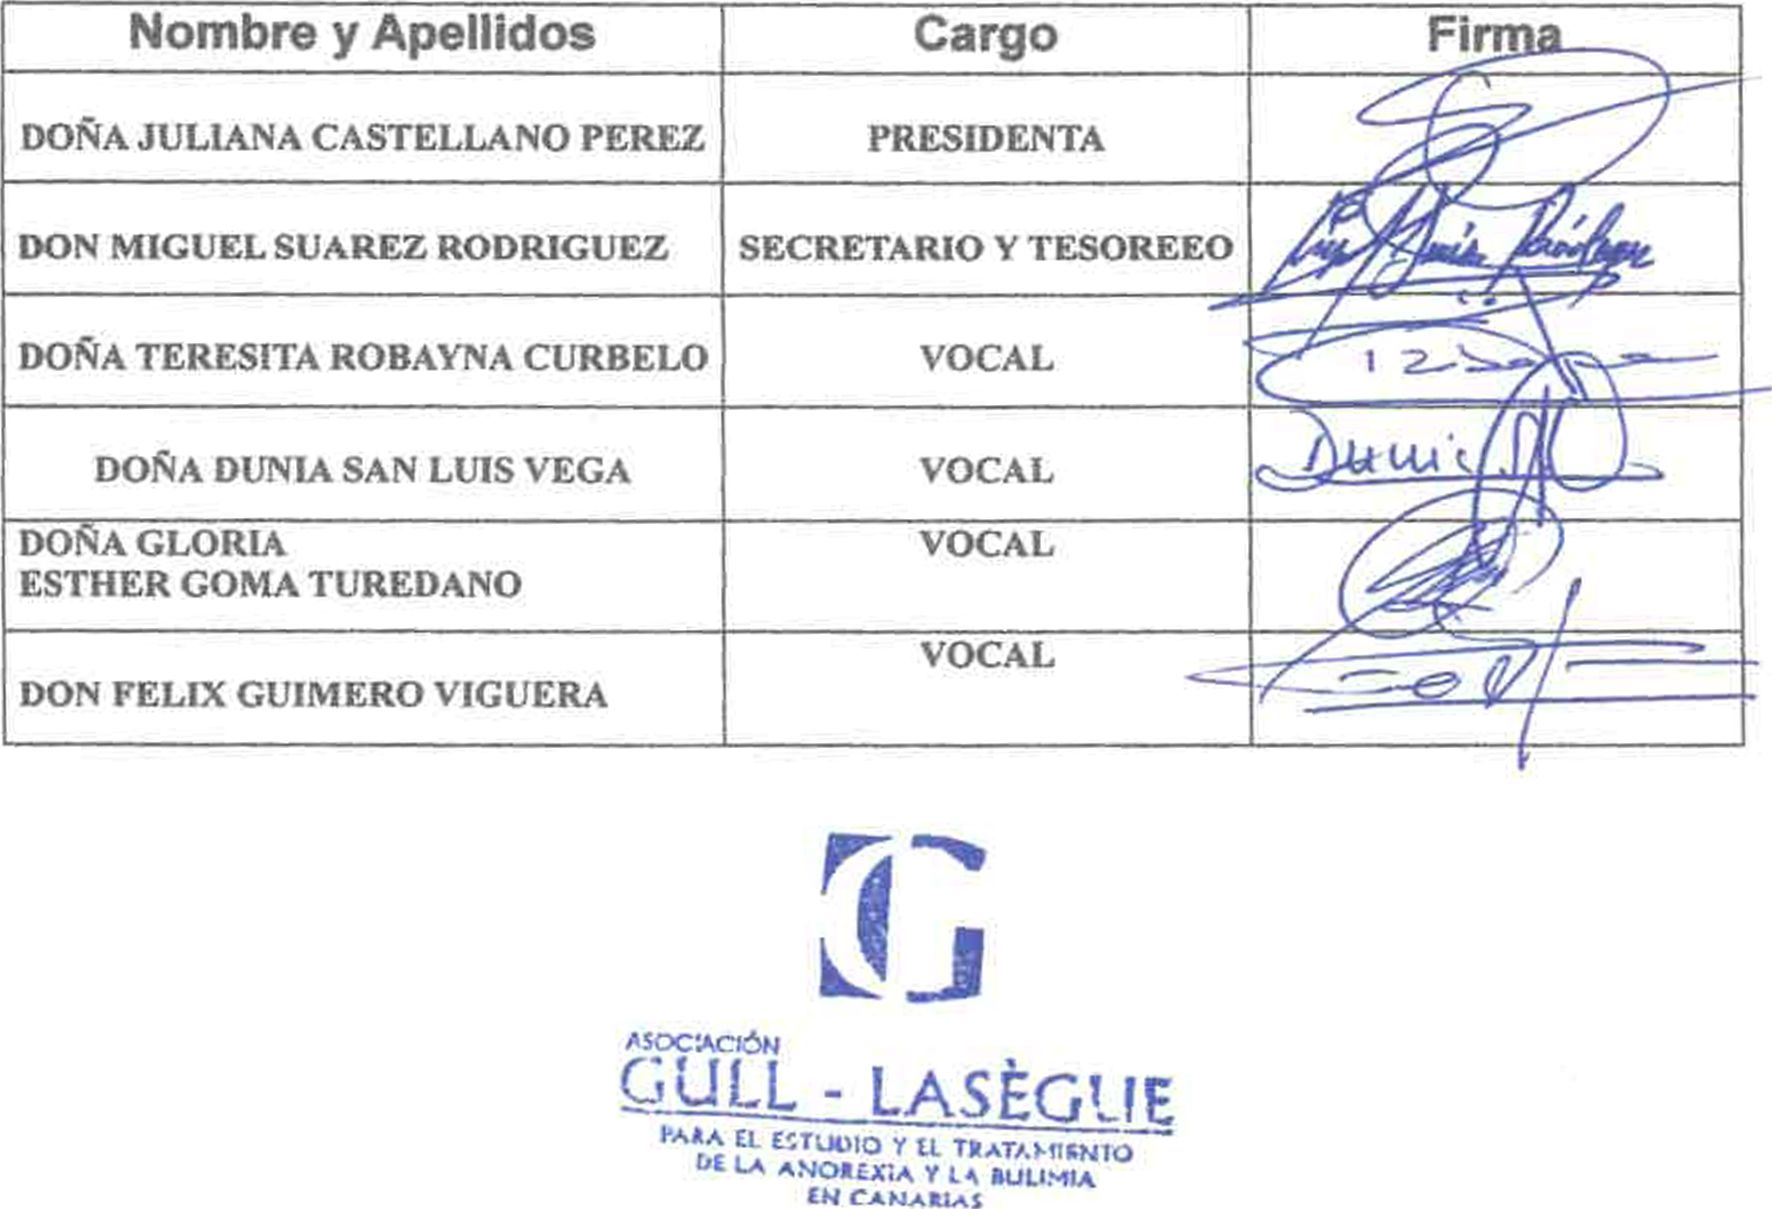 Nombre y Apellidos Cargo Firma
DOÑA JULIANA CASTELLANO PEREZ PRESIDENTA
DON MIGUEL SUAREZ RODRIGUEZ SECRETARIO Y TESOREEO
DOÑA TERESITA ROBAYNA CURBELO VOCAL
DOÑA DUNIA SAN LUIS VEGA VOCAL Dunia
DOÑA GLORIA VOCAL
ESTHER GOMA TUREDANO
VOCAL
DON FELIX GUIMERO VIGUERA
ASOCIACIÓN
GULL - LASÈGUE
PARA EL ESTUDIO Y EL TRATAMIENTO
DE LA ANOREXIA Y LA BULIMIA
EN CANARIAS